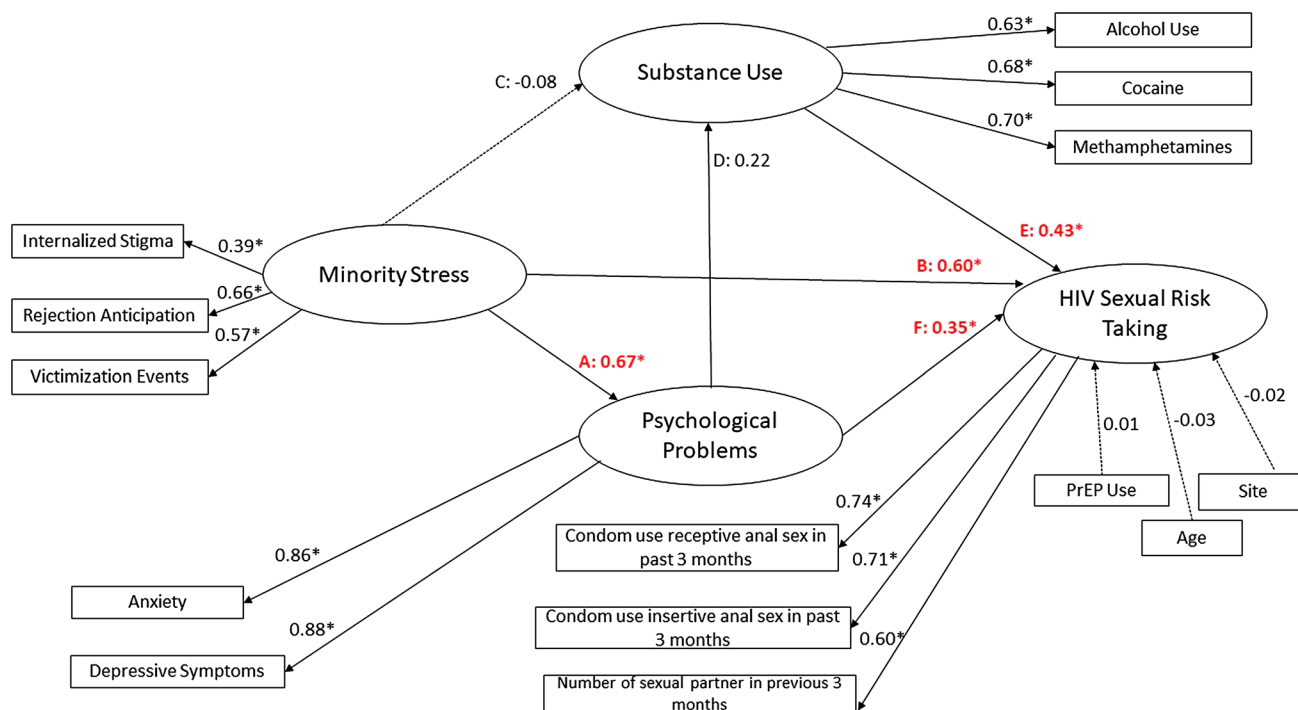 0.63*
Alcohol Use
Substance Use
0.68*
Cocaine
C: -0.08
0.70*
Methamphetamines
D: 0.22
Internalized Stigma
0.39*
Minority Stress
E: 0.43*
B: 0.60*
0.66*
Rejection Anticipation
HIV Sexual Risk
Taking
0.57*
F: 0.35*
A: 0.67*
Victimization Events
Psychological
Problems
0.01
-0.03
-0.02
PrEP Use
Site
Age
0.74*
Condom use receptive anal sex in
past 3 months
0.86*
0.71*
Anxiety
Condom use insertive anal sex in past
3 months
0.88*
0.60*
Depressive Symptoms
Number of sexual partner in previous 3
months